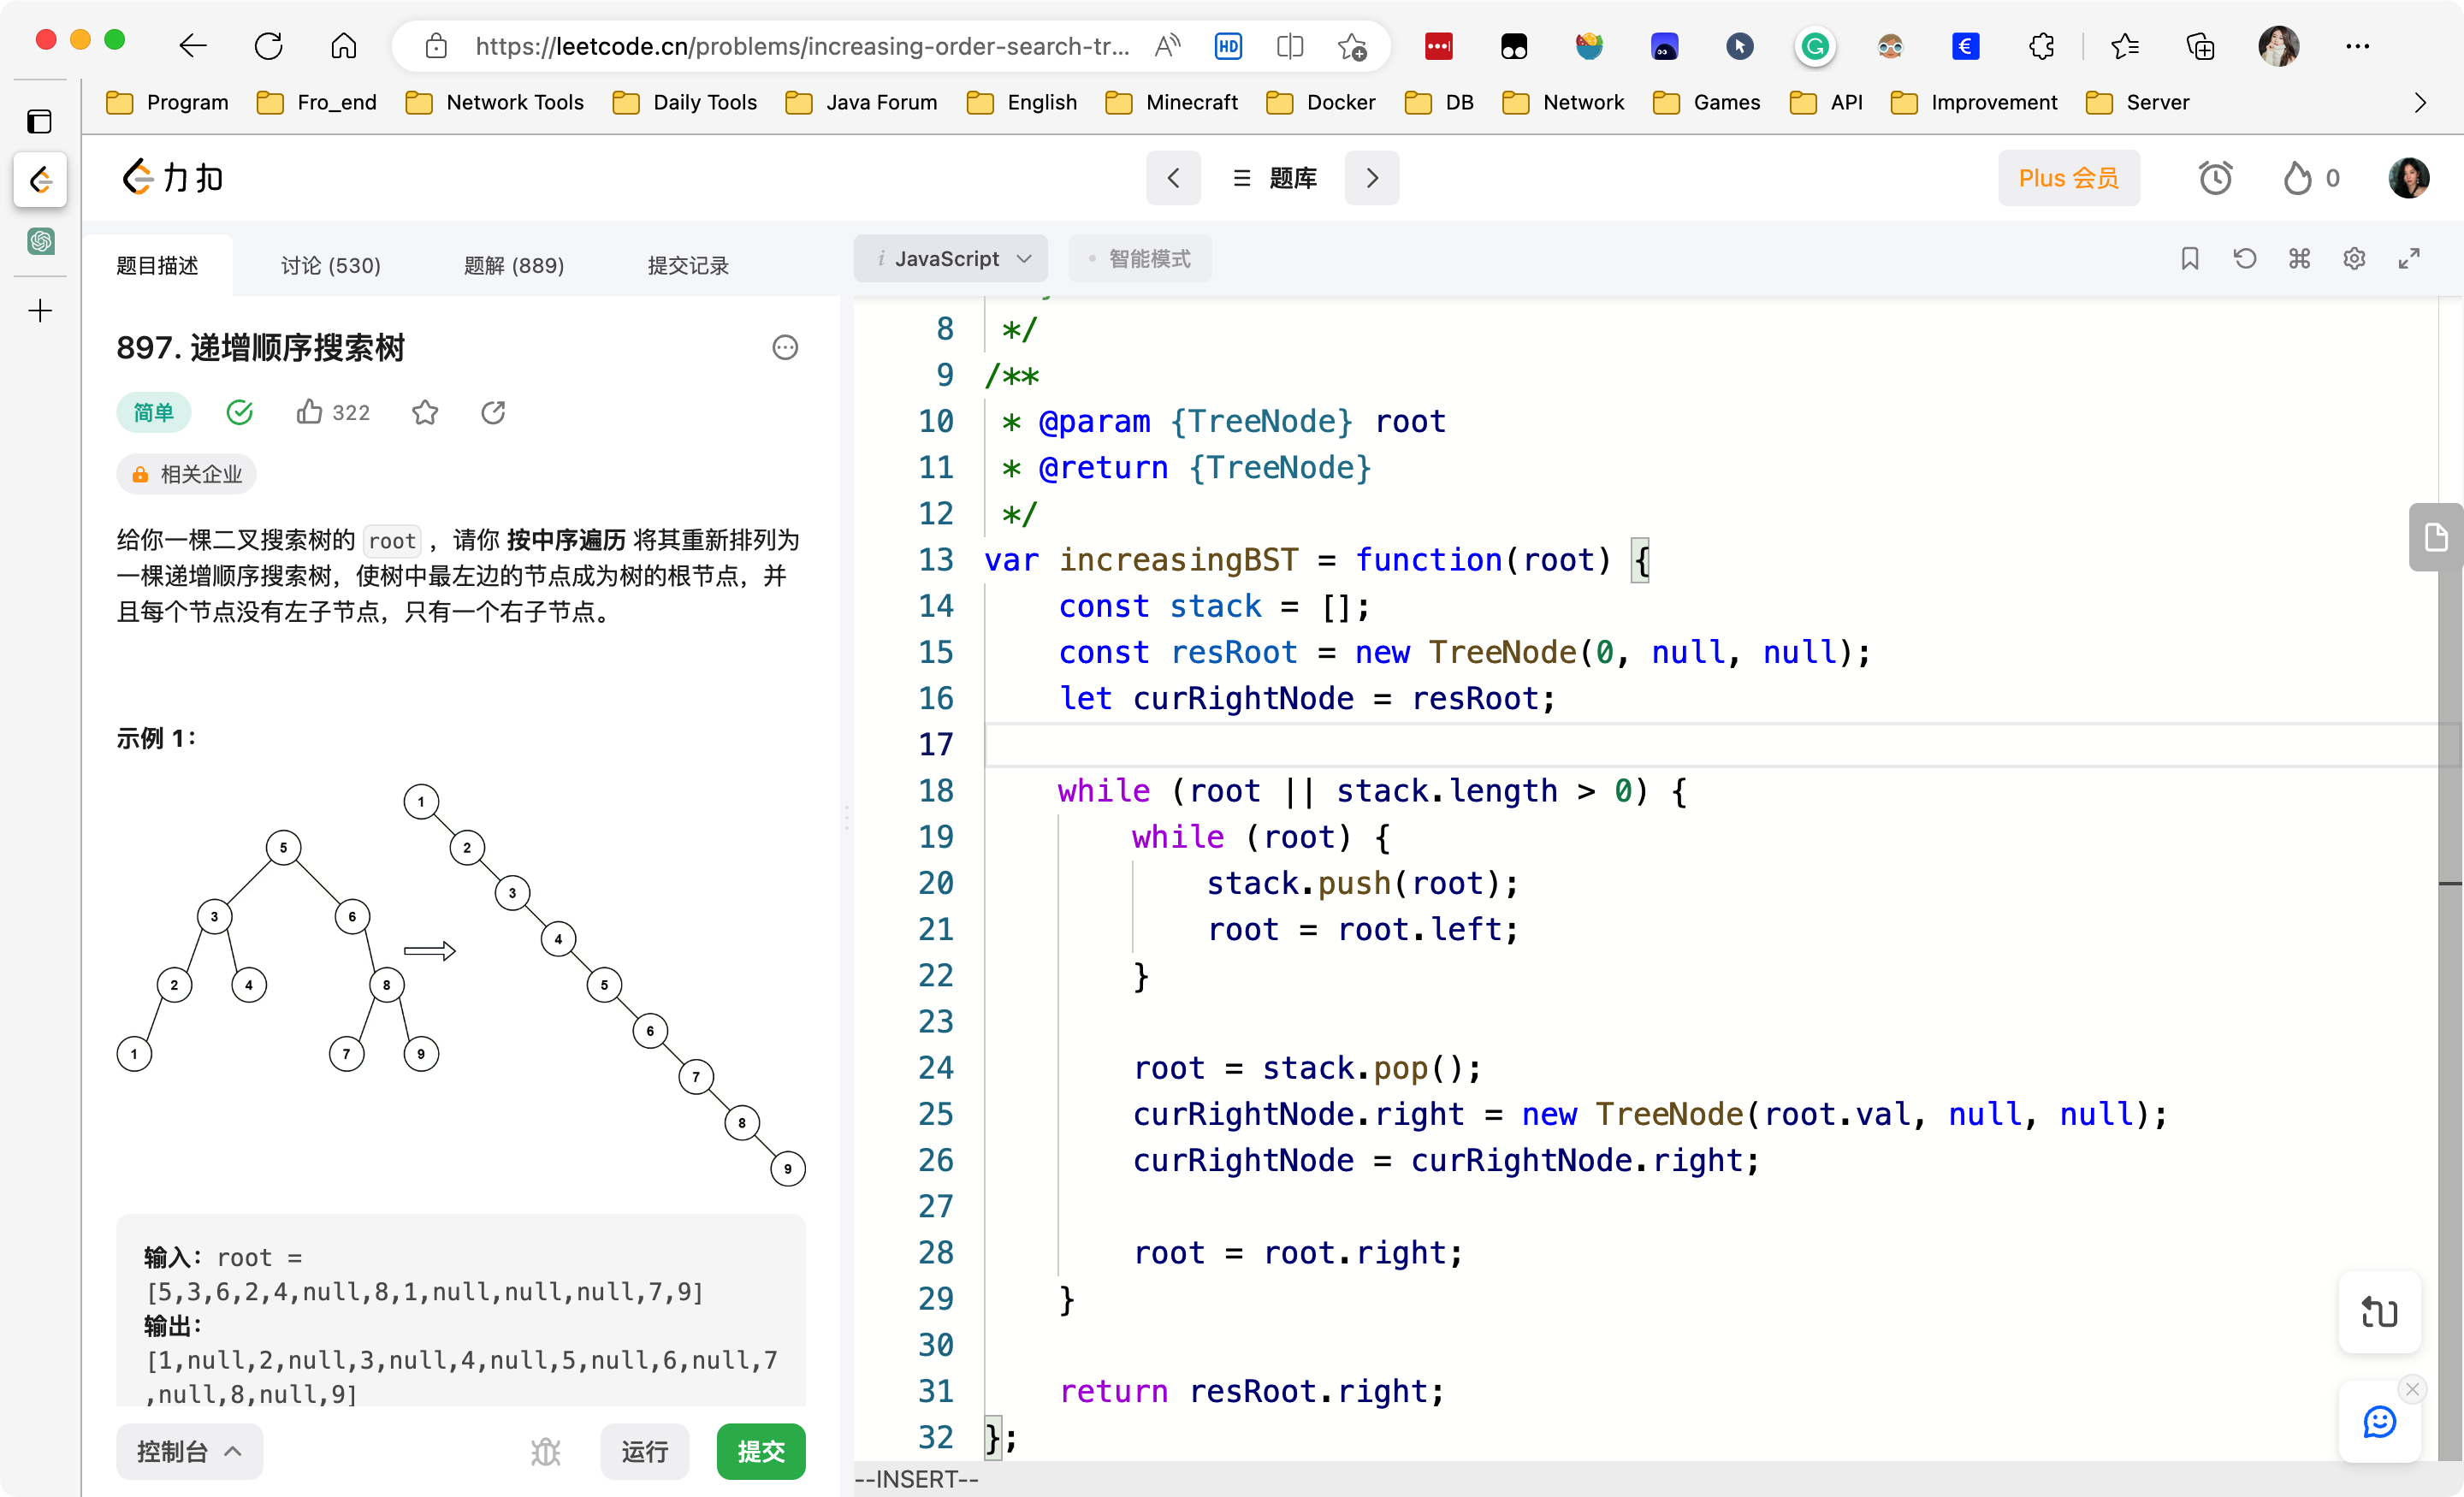 https://leetcode.cn/problems/increasing-order-search-tr...
HD
€
Program Fro_end Network Tools Daily Tools Java Forum English Minecraft Docker DB Network Games API Improvement Server
力扣
题库
Plus 会员
0
题目描述 讨论 (530) 题解 (889) 提交记录
i JavaScript 智能模式
897. 递增顺序搜索树
简单 322
相关企业
给你一棵二叉搜索树的 root ，请你 按中序遍历 将其重新排列为
一棵递增顺序搜索树，使树中最左边的节点成为树的根节点，并
且每个节点没有左子节点，只有一个右子节点。
示例 1：
1
5 2
3
3 6
4
2 4 8 5
6
1 7 9
7
8
9
输入：root =
[5,3,6,2,4,null,8,1,null,null,null,7,9]
输出：
[1,null,2,null,3,null,4,null,5,null,6,null,7
,null,8,null,9]
控制台 运行 提交
8 */
9 /**
10 * @param {TreeNode} root
11 * @return {TreeNode}
12 */
13 var increasingBST = function(root) {
14 const stack = [];
15 const resRoot = new TreeNode(0, null, null);
16 let curRightNode = resRoot;
17
18 while (root || stack.length > 0) {
19 while (root) {
20 stack.push(root);
21 root = root.left;
22 }
23
24 root = stack.pop();
25 curRightNode.right = new TreeNode(root.val, null, null);
26 curRightNode = curRightNode.right;
27
28 root = root.right;
29 }
30
31 return resRoot.right;
32 };
--INSERT--